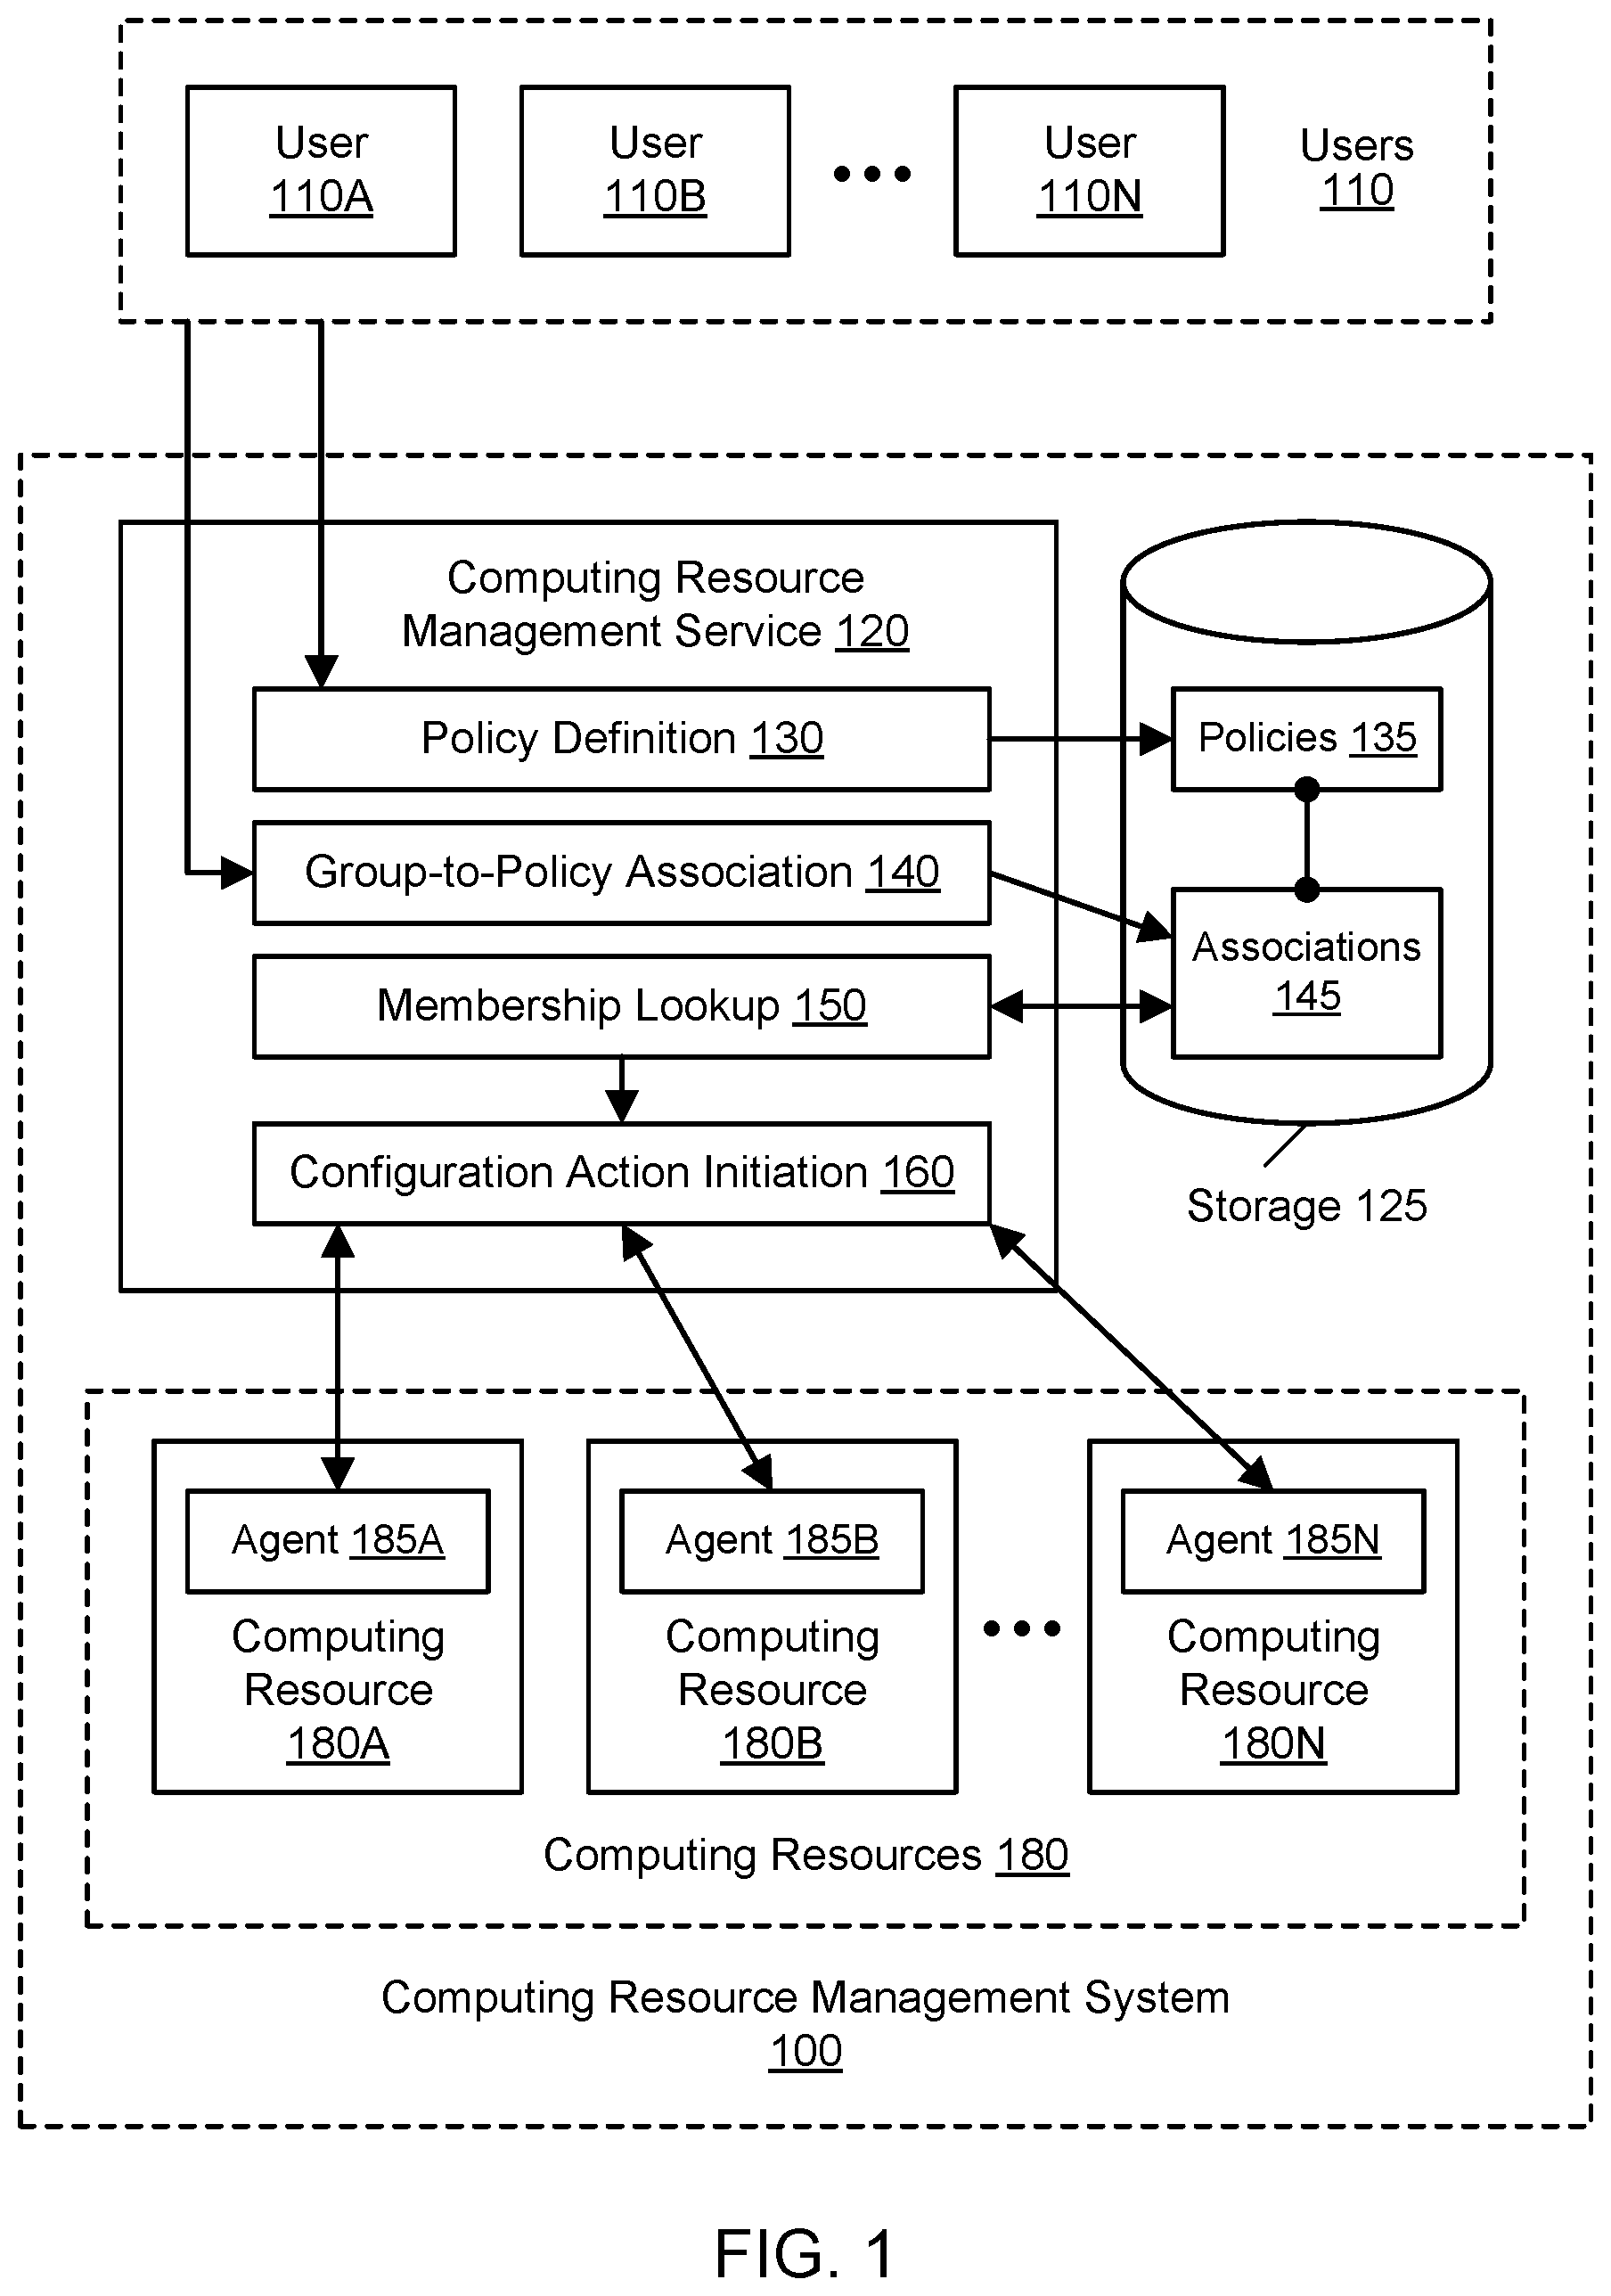 User
110A
User
110B
User
110N
Users
110
Computing Resource
Management Service 120
Policy Definition 130
Policies 135
Group-to-Policy Association 140
Associations
145
Membership Lookup 150
Configuration Action Initiation 160
Storage 125
Agent 185A
Computing
Resource
180A
Agent 185B
Computing
Resource
180B
Agent 185N
Computing
Resource
180N
Computing Resources 180
Computing Resource Management System
100
FIG. 1